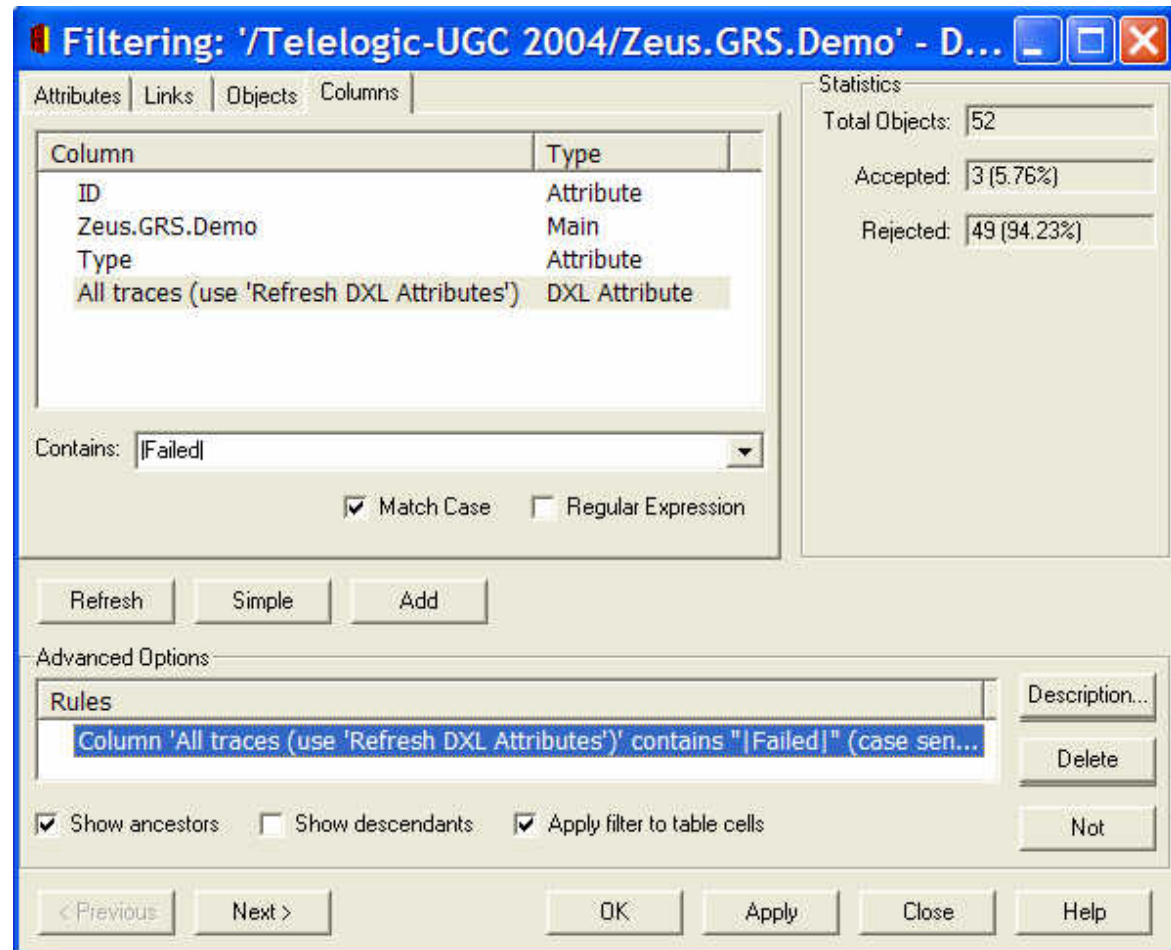 Filtering: '/Telelogic-UGC 2004/Zeus.GRS.Demo' - D...
Attributes Links Objects Columns
Statistics
Total Objects: 52
Accepted: 3 (5.76%)
Rejected: 49 (94.23%)
Column Type
ID Attribute
Zeus.GRS.Demo Main
Type Attribute
All traces (use 'Refresh DXL Attributes') DXL Attribute
Contains: |Failed|
Match Case Regular Expression
Refresh Simple Add
Advanced Options
Rules
Column 'All traces (use 'Refresh DXL Attributes')' contains "|Failed|" (case sen...
Description...
Delete
Not
Show ancestors Show descendants Apply filter to table cells
< Previous Next > OK Apply Close Help